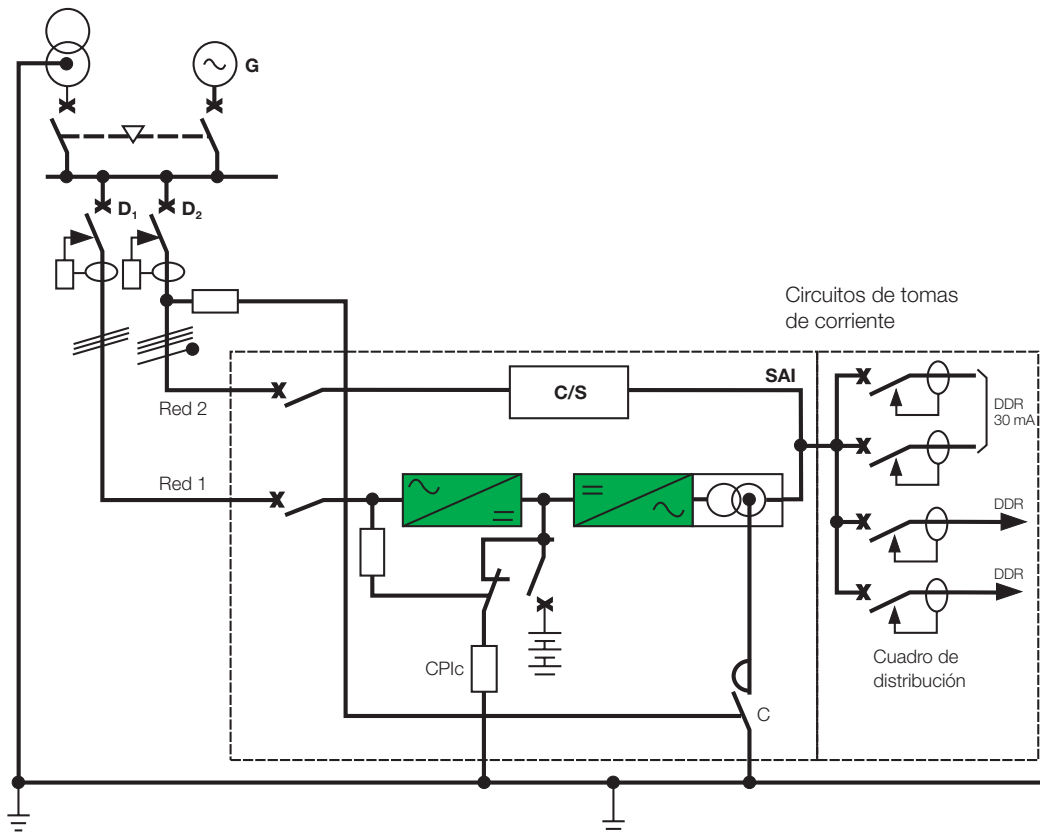 G
D₁
D₂
Circuitos de tomas
de corriente
SAI
C/S
Red 2
DDR
30 mA
Red 1
DDR
DDR
CPIc
Cuadro de
distribución
C